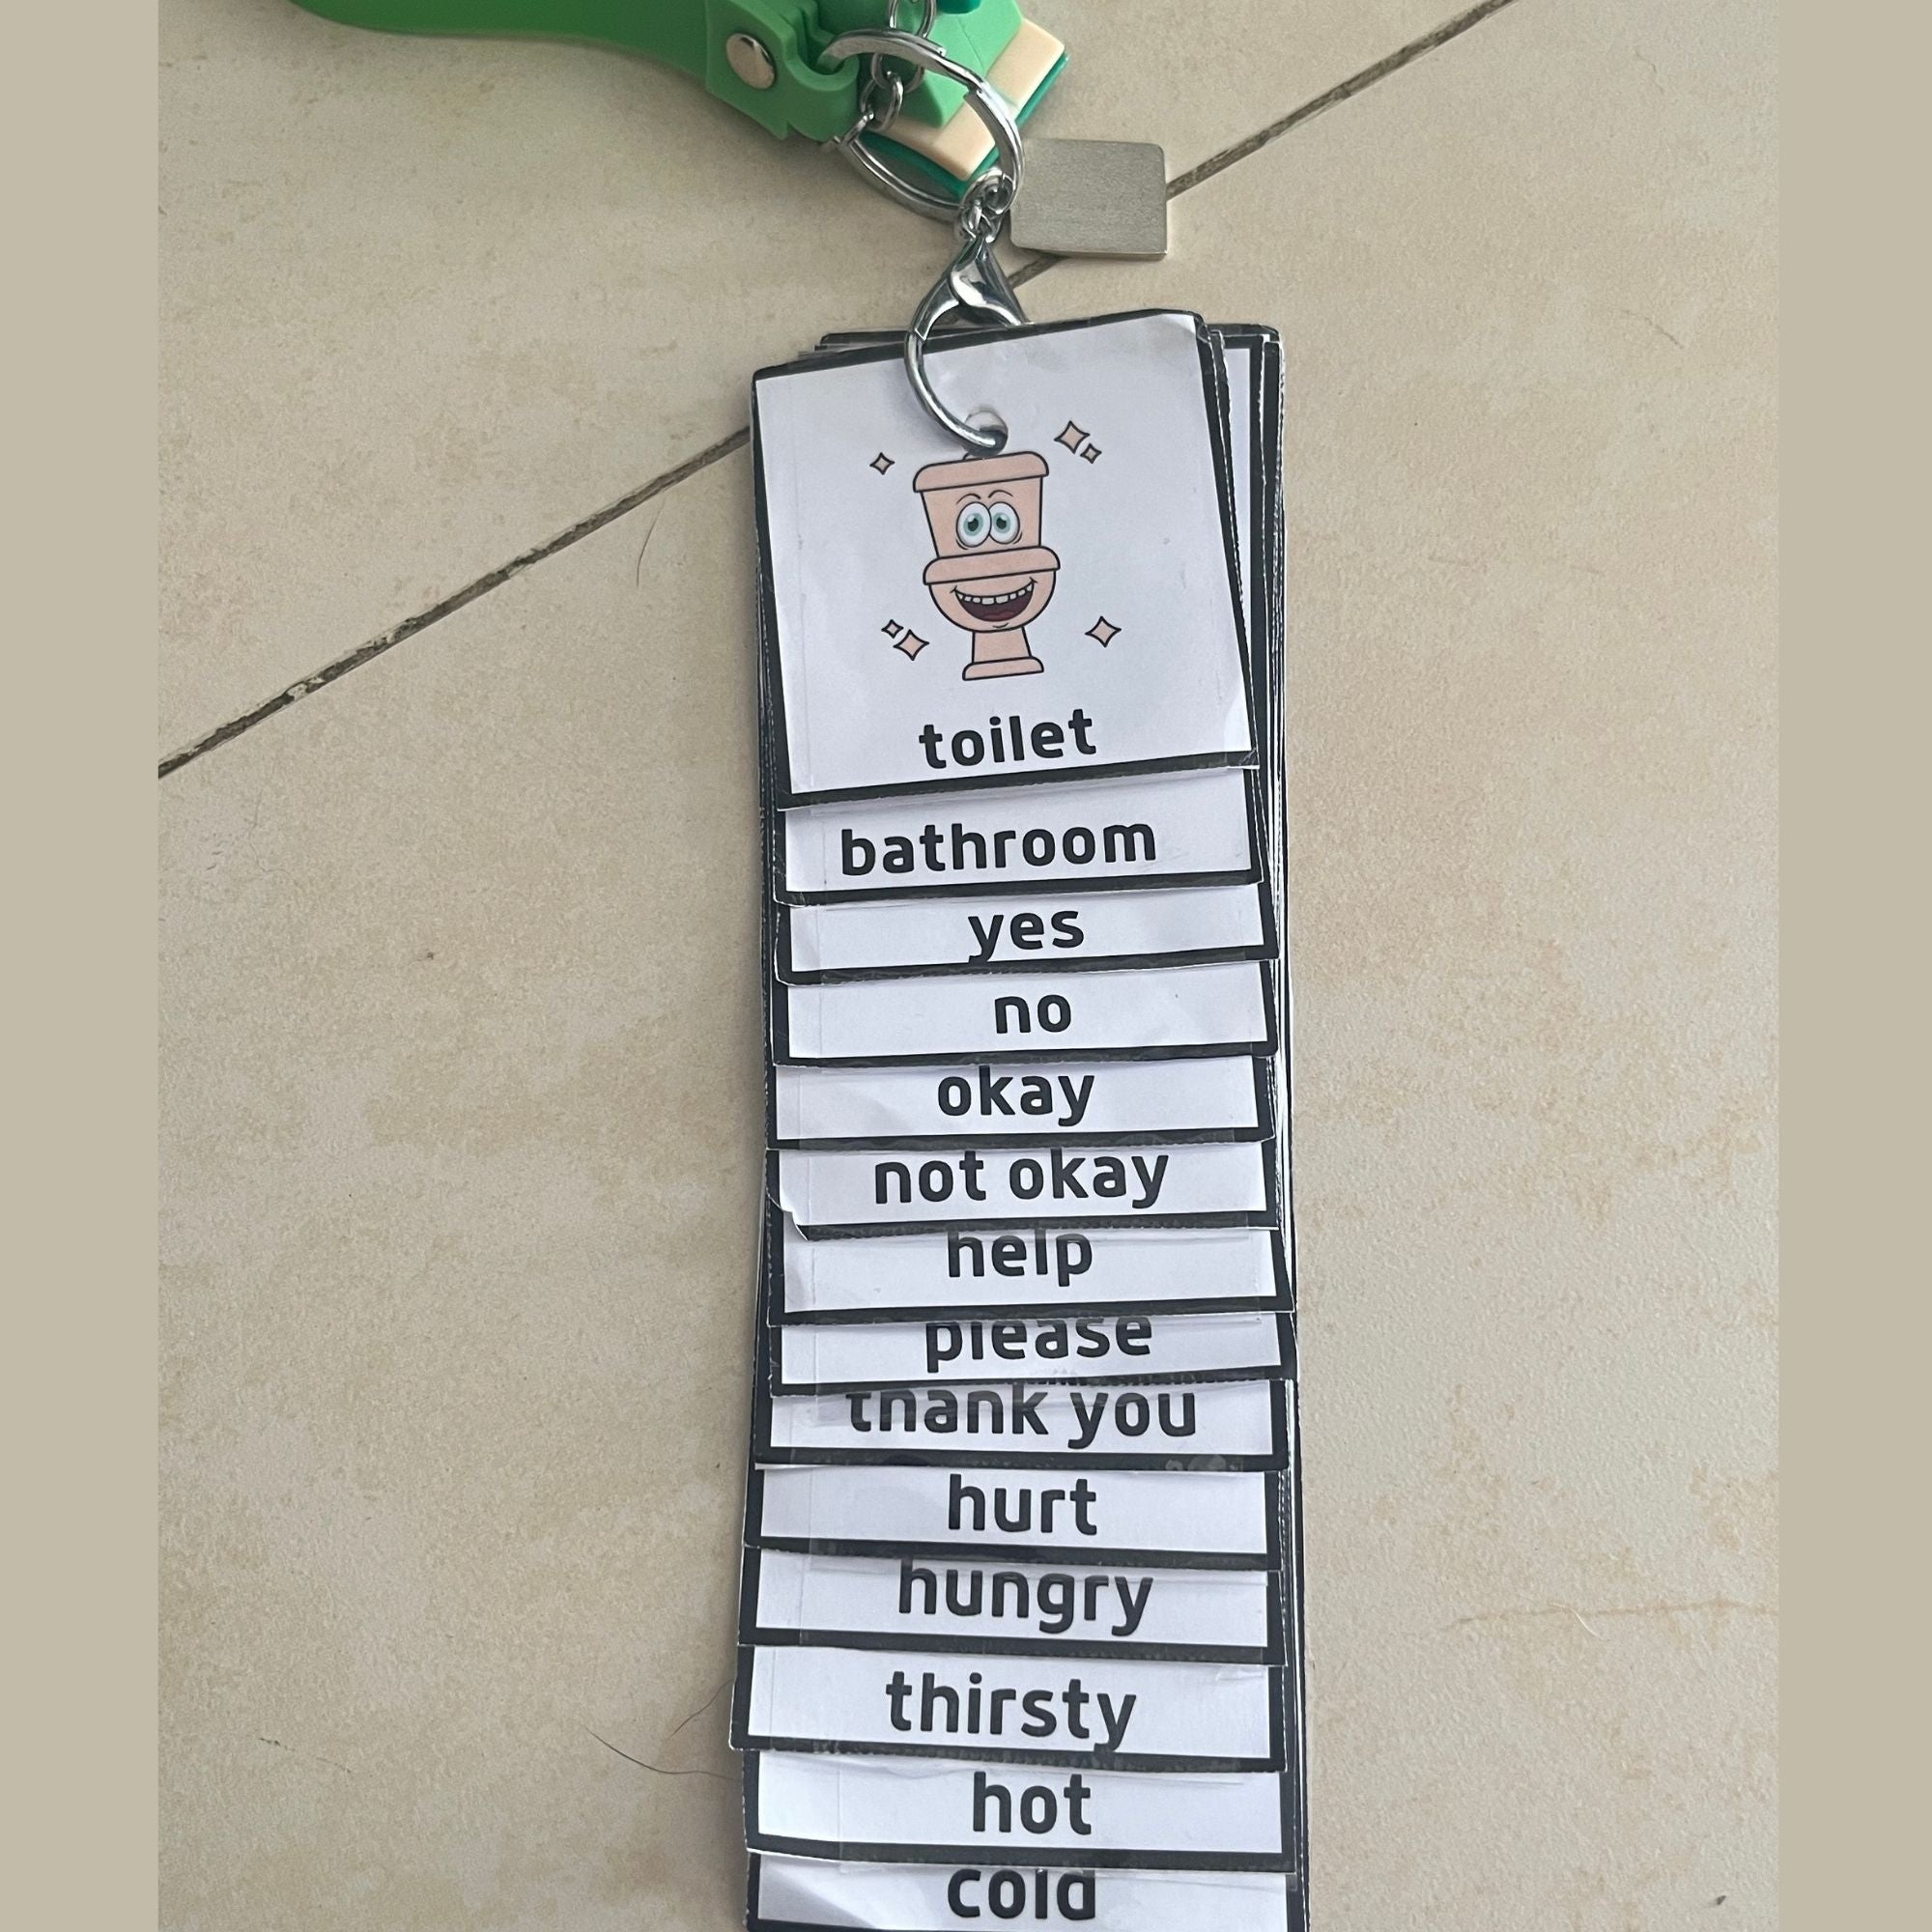 toilet
bathroom
yes
no
okay
not okay
help
please
thank you
hurt
hungry
thirsty
hot
cold